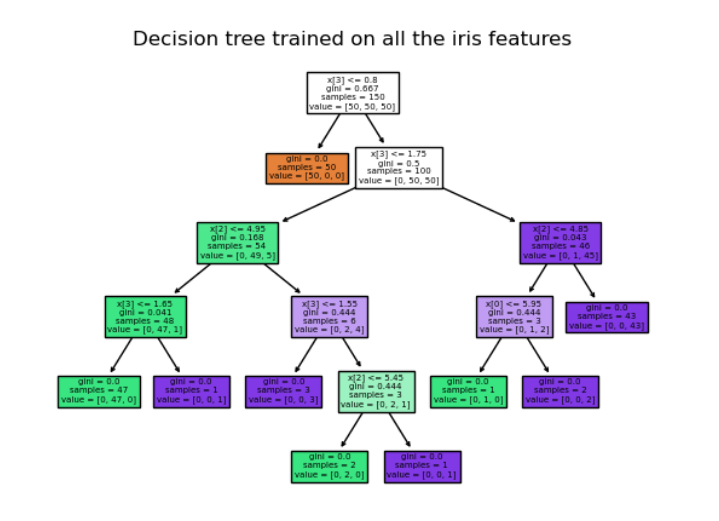 Decision tree trained on all the iris features
x[3] <= 0.8
gini = 0.667
samples = 150
value = [50, 50, 50]
gini = 0.0
samples = 50
value = [50, 0, 0]
x[3] <= 1.75
gini = 0.5
samples = 100
value = [0, 50, 50]
x[2] <= 4.95
gini = 0.168
samples = 54
value = [0, 49, 5]
x[2] <= 4.85
gini = 0.043
samples = 46
value = [0, 1, 45]
x[3] <= 1.65
gini = 0.041
samples = 48
value = [0, 47, 1]
x[3] <= 1.55
gini = 0.444
samples = 6
value = [0, 2, 4]
x[0] <= 5.95
gini = 0.444
samples = 3
value = [0, 1, 2]
gini = 0.0
samples = 43
value = [0, 0, 43]
gini = 0.0
samples = 47
value = [0, 47, 0]
gini = 0.0
samples = 1
value = [0, 0, 1]
gini = 0.0
samples = 3
value = [0, 0, 3]
x[2] <= 5.45
gini = 0.444
samples = 3
value = [0, 2, 1]
gini = 0.0
samples = 1
value = [0, 1, 0]
gini = 0.0
samples = 2
value = [0, 0, 2]
gini = 0.0
samples = 2
value = [0, 2, 0]
gini = 0.0
samples = 1
value = [0, 0, 1]